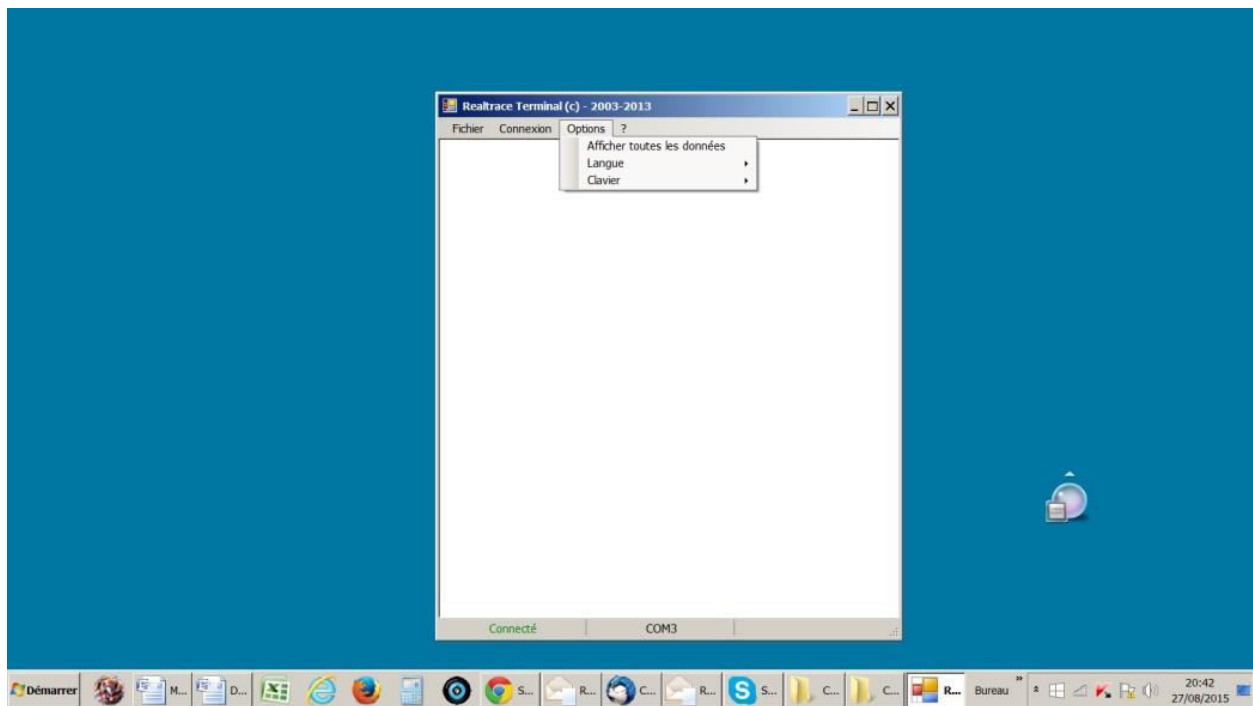 Realtrace Terminal (c) - 2003-2013
Fichier Connexion Options ?
Afficher toutes les données
Langue
Clavier
Connecté COM3
Démarrer M... D... S... R... C... R... S... C... C... R... Bureau 20:42
27/08/2015